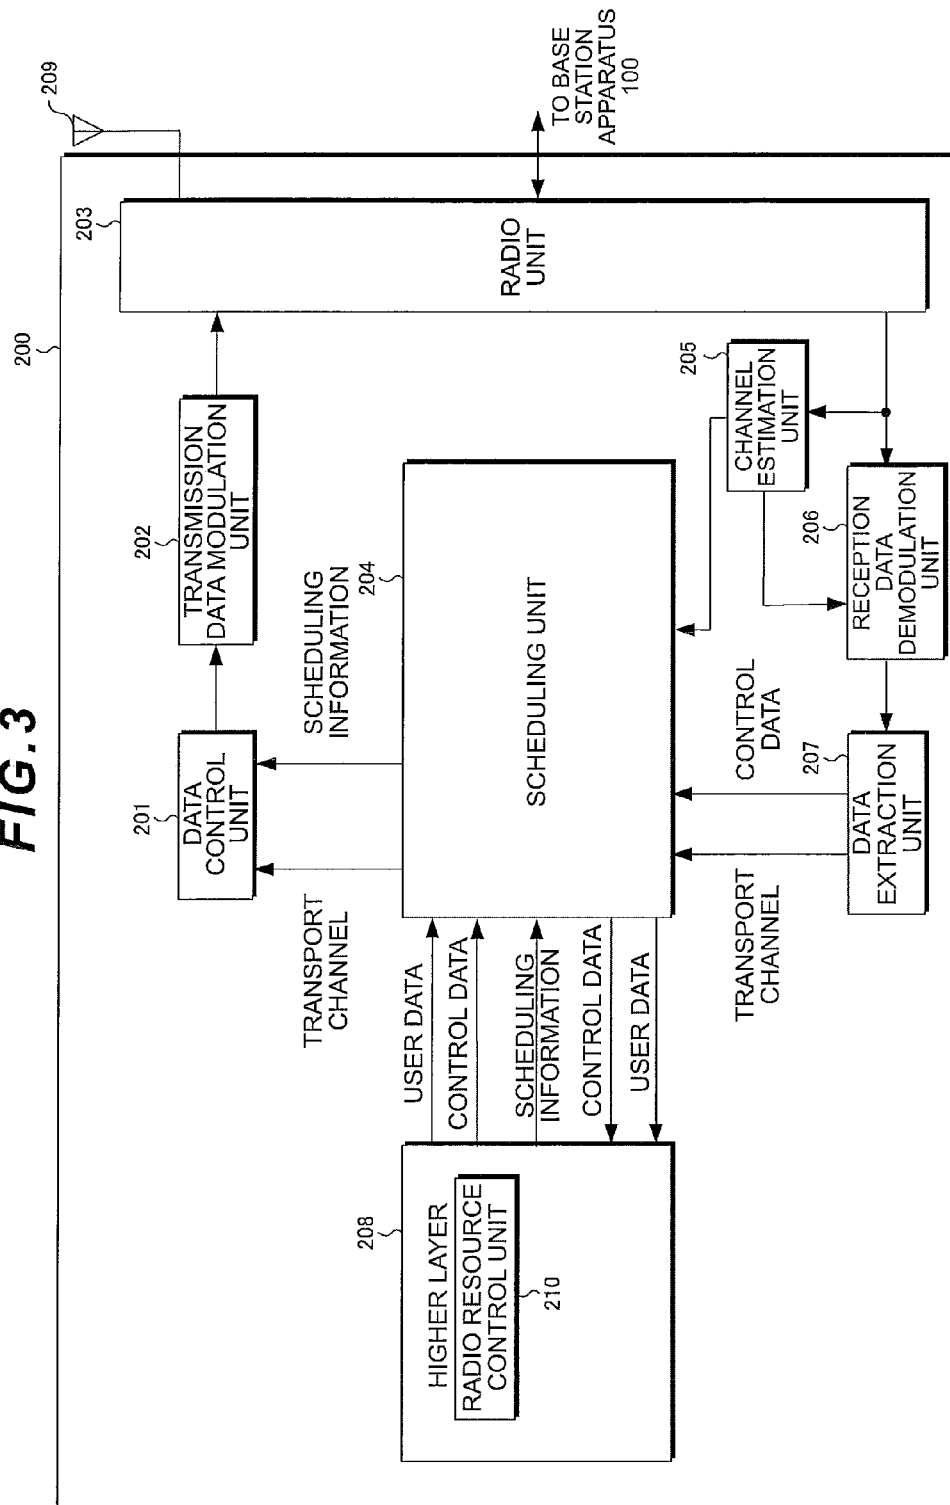 FIG.3
200
209
208
HIGHER LAYER
RADIO RESOURCE
CONTROL UNIT
210
USER DATA
CONTROL DATA
SCHEDULING
INFORMATION
CONTROL DATA
USER DATA
201
DATA
CONTROL
UNIT
TRANSPORT
CHANNEL
SCHEDULING
INFORMATION
202
TRANSMISSION
DATA MODULATION
UNIT
204
SCHEDULING UNIT
203
RADIO
UNIT
TO BASE
STATION
APPARATUS
100
205
CHANNEL
ESTIMATION
UNIT
206
RECEPTION
DATA
DEMODULATION
UNIT
207
DATA
EXTRACTION
UNIT
TRANSPORT
CHANNEL
CONTROL
DATA